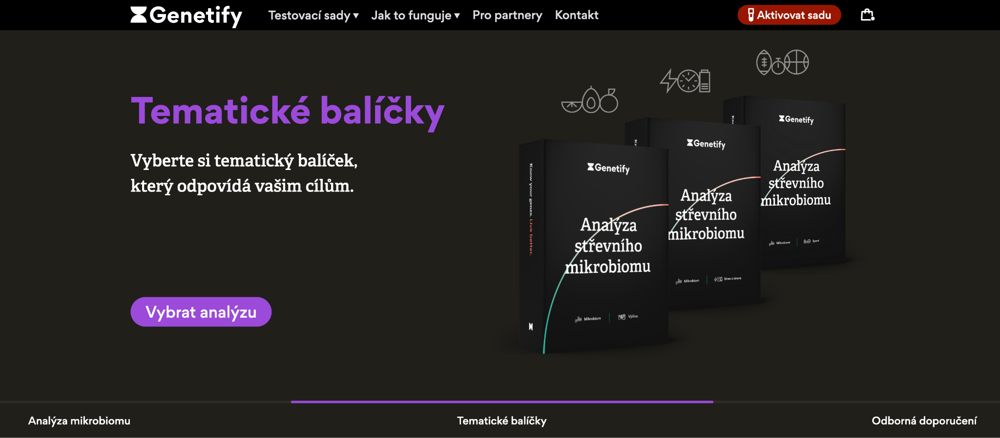 Genetify
Testovací sady ▾
Jak to funguje ▾
Pro partnery
Kontakt
Aktivovat sadu
Tematické balíčky
Vyberte si tematický balíček,
který odpovídá vašim cílům.
Vybrat analýzu
Know your genes. Live better.
Genetify
Analýza
střevního
mikrobiomu
Mikrobiom
Výživa
Genetify
Analýza
střevního
mikrobiomu
Mikrobiom
Stres a únava
Genetify
Analýza
střevního
mikrobiomu
Mikrobiom
Sport
Analýza mikrobiomu
Tematické balíčky
Odborná doporučení